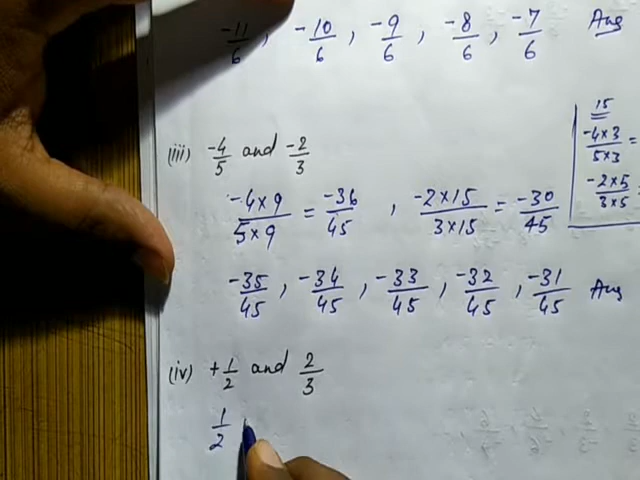 -11/6, -10/6, -9/6, -8/6, -7/6 Ans
15
-4×3/5×3 =
-2×5/3×5 =
(iii) -4/5 and -2/3
-4×9/5×9 = -36/45 , -2×15/3×15 = -30/45
-35/45, -34/45, -33/45, -32/45, -31/45 Ans
(iv) +1/2 and 2/3
1/2